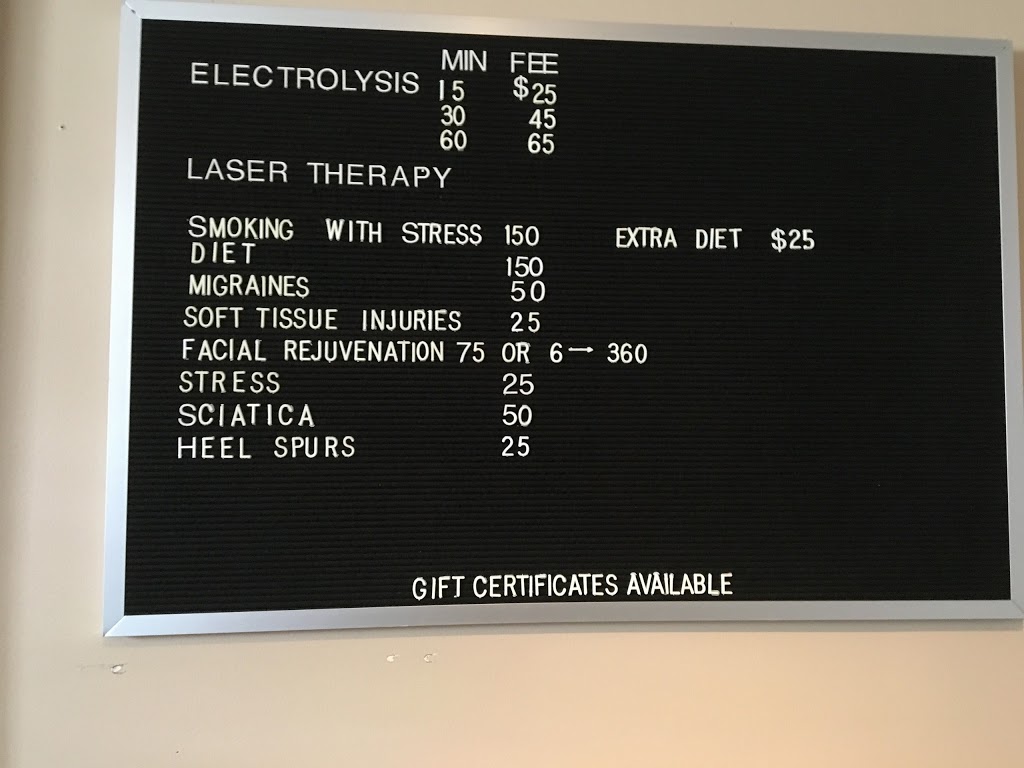 MIN FEE
ELECTROLYSIS 15 $25
30 45
60 65
LASER THERAPY
SMOKING WITH STRESS 150 EXTRA DIET $25
DIET 150
MIGRAINES 50
SOFT TISSUE INJURIES 25
FACIAL REJUVENATION 75 OR 6→ 360
STRESS 25
SCIATICA 50
HEEL SPURS 25
GIFT CERTIFICATES AVAILABLE